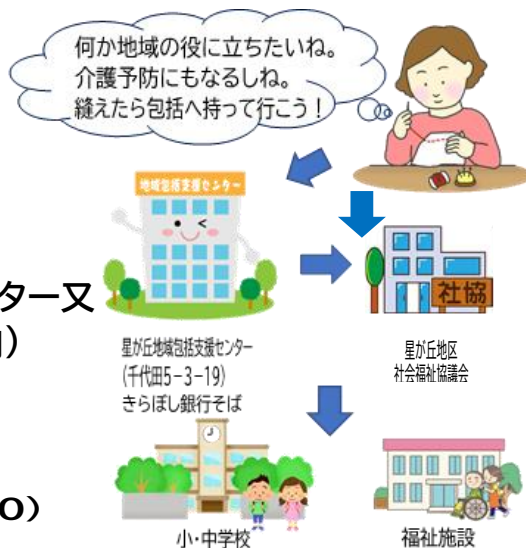 何か地域の役に立ちたいね。
介護予防にもなるしね。
縫えたら包括へ持って行こう！
地域包括支援センター
社協
ター又
)
星が丘地域包括支援センター
(千代田5-3-19)
きらぼし銀行そば
星が丘地区
社会福祉協議会
O)
小・中学校
福祉施設